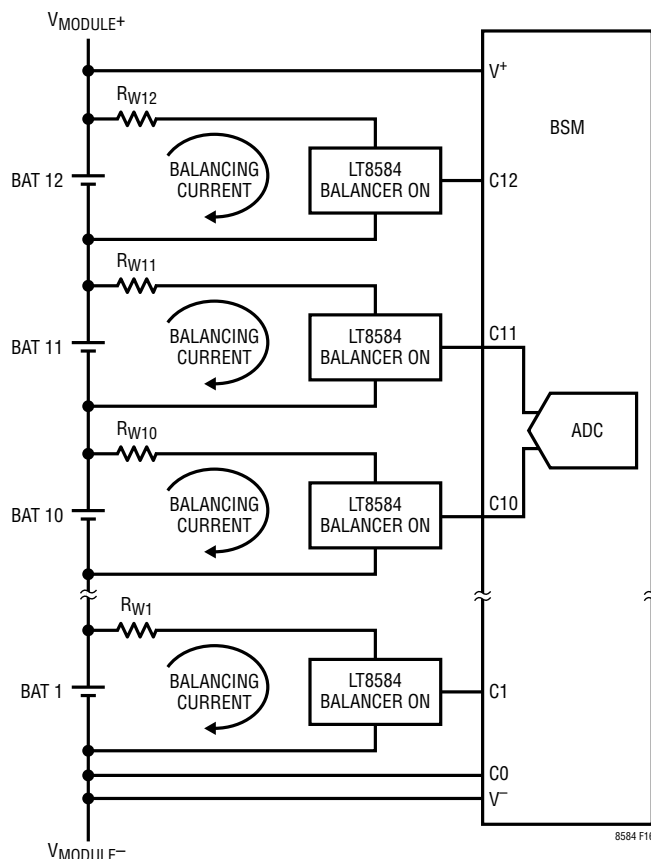 VMODULE+
V+
BSM
RW12
BAT 12
BALANCING
CURRENT
LT8584
BALANCER ON
C12
RW11
BAT 11
BALANCING
CURRENT
LT8584
BALANCER ON
C11
ADC
RW10
BAT 10
BALANCING
CURRENT
LT8584
BALANCER ON
C10
RW1
BAT 1
BALANCING
CURRENT
LT8584
BALANCER ON
C1
C0
V–
8584 F16
VMODULE–